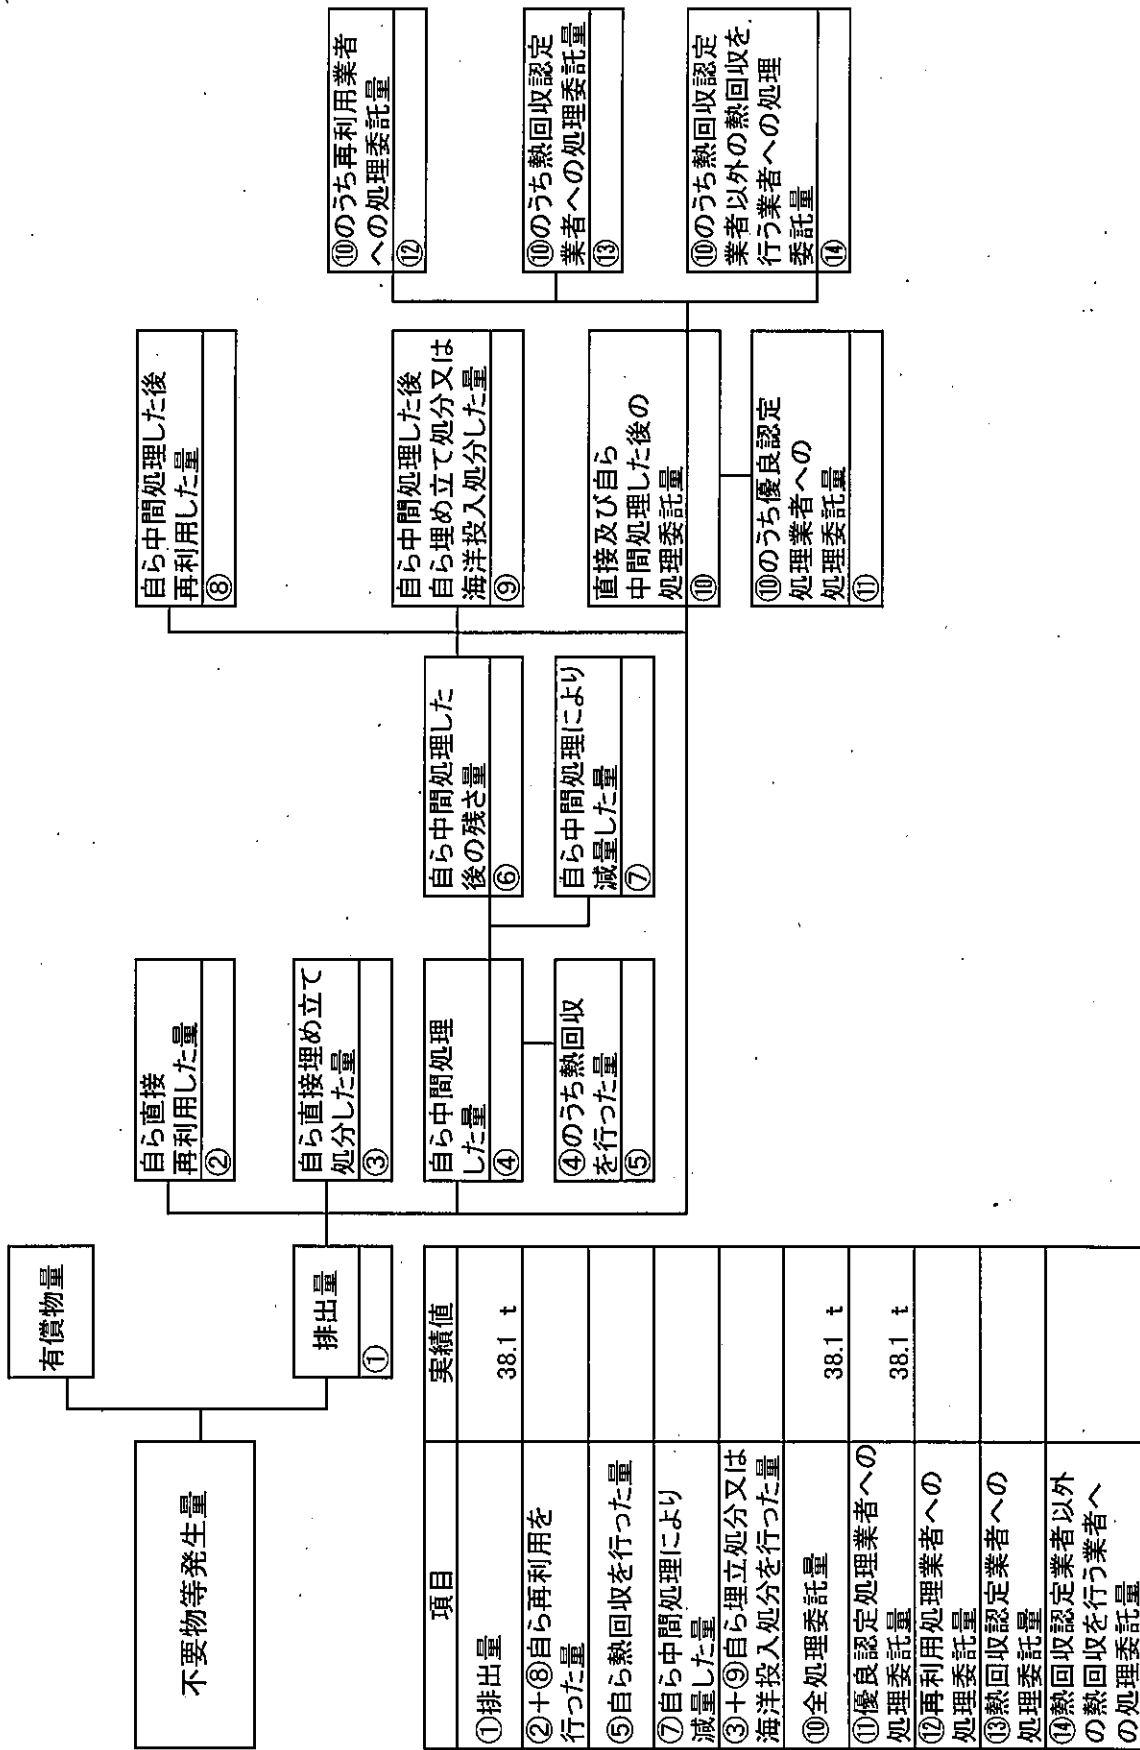 不要物等発生量
有償物量
排出量
①
自ら直接
再利用した量
②
自ら直接埋め立て
処分した量
③
自ら中間処理
した量
④
④のうち熱回収
を行った量
⑤
自ら中間処理した
後の残さ量
⑥
自ら中間処理により
減量した量
⑦
自ら中間処理した後
再利用した量
⑧
自ら中間処理した後
自ら埋め立て処分又は
海洋投入処分した量
⑨
直接及び自ら
中間処理した後の
処理委託量
⑩
⑩のうち優良認定
処理業者への
処理委託量
⑪
⑩のうち再利用業者
への処理委託量
⑫
⑩のうち熱回収認定
業者への処理委託量
⑬
⑩のうち熱回収認定
業者以外の熱回収を
行う業者への処理
委託量
⑭
項目 実績値
①排出量 38.1 t
②+⑧自ら再利用を
行った量
⑤自ら熱回収を行った量
⑦自ら中間処理により
減量した量
③+⑨自ら埋立処分又は
海洋投入処分を行った量
⑩全処理委託量 38.1 t
⑪優良認定処理業者への
処理委託量 38.1 t
⑫再利用処理業者への
処理委託量
⑬熱回収認定業者への
処理委託量
⑭熱回収認定業者以外
の熱回収を行う業者へ
の処理委託量